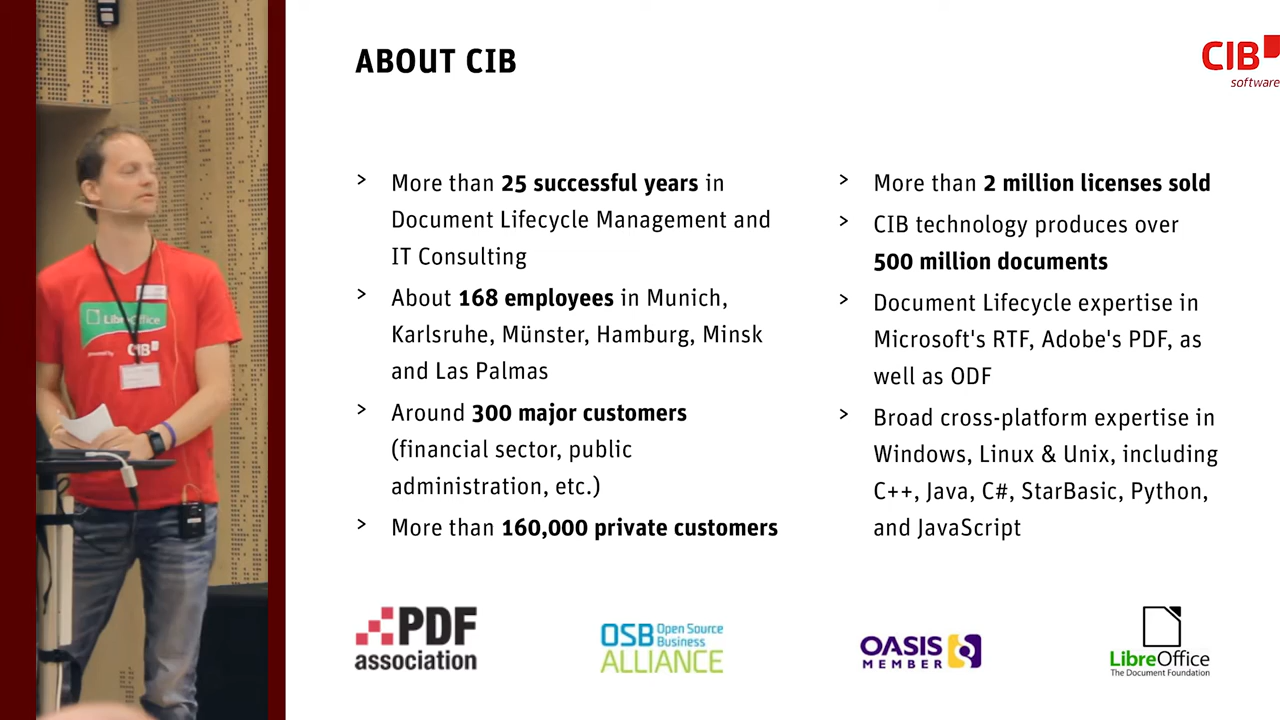 ABOUT CIB
CIB
software
> More than 25 successful years in
Document Lifecycle Management and
IT Consulting
> About 168 employees in Munich,
Karlsruhe, Münster, Hamburg, Minsk
and Las Palmas
> Around 300 major customers
(financial sector, public
administration, etc.)
> More than 160,000 private customers
> More than 2 million licenses sold
> CIB technology produces over
500 million documents
> Document Lifecycle expertise in
Microsoft's RTF, Adobe's PDF, as
well as ODF
> Broad cross-platform expertise in
Windows, Linux & Unix, including
C++, Java, C#, StarBasic, Python,
and JavaScript
PDF
association
OSB Open Source
Business
ALLIANCE
OASIS
MEMBER
LibreOffice
The Document Foundation
LibreOffice
powered by CIB